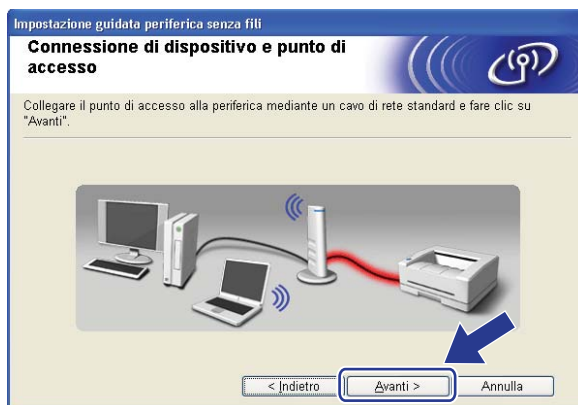 Impostazione guidata periferica senza fili
Connessione di dispositivo e punto di
accesso
Collegare il punto di accesso alla periferica mediante un cavo di rete standard e fare clic su
"Avanti".
< Indietro
Avanti >
Annulla